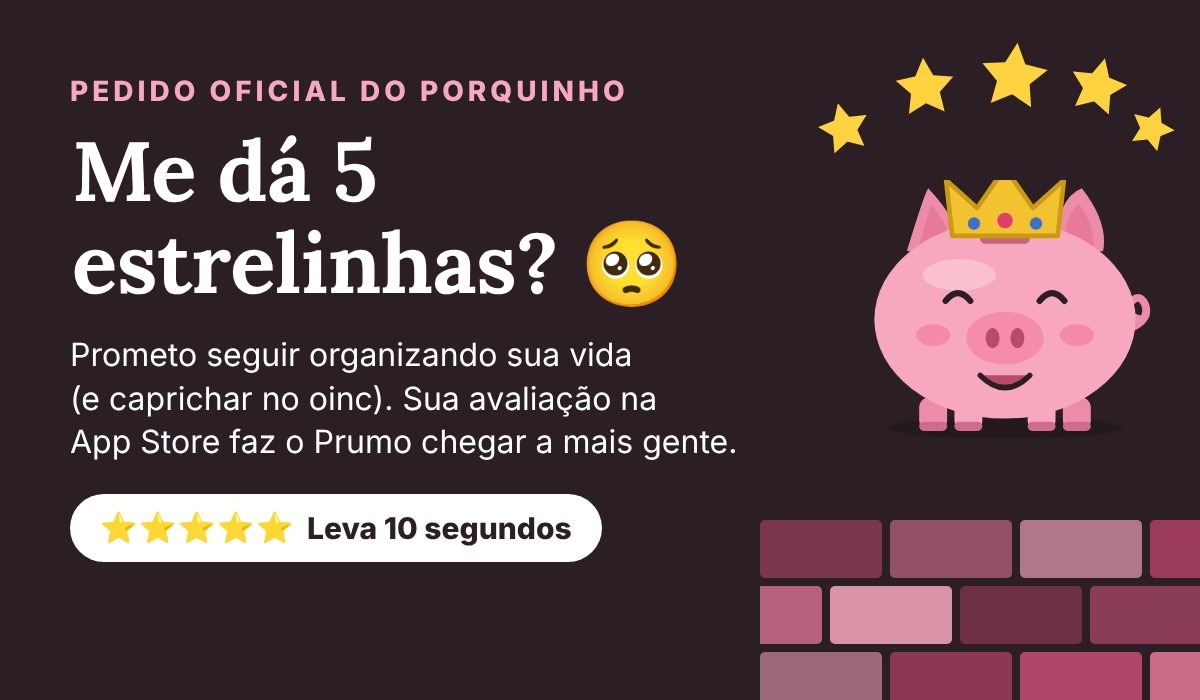 PEDIDO OFICIAL DO PORQUINHO
Me dá 5
estrelinhas? 🥺
Prometo seguir organizando sua vida
(e caprichar no oinc). Sua avaliação na
App Store faz o Prumo chegar a mais gente.
⭐⭐⭐⭐⭐ Leva 10 segundos